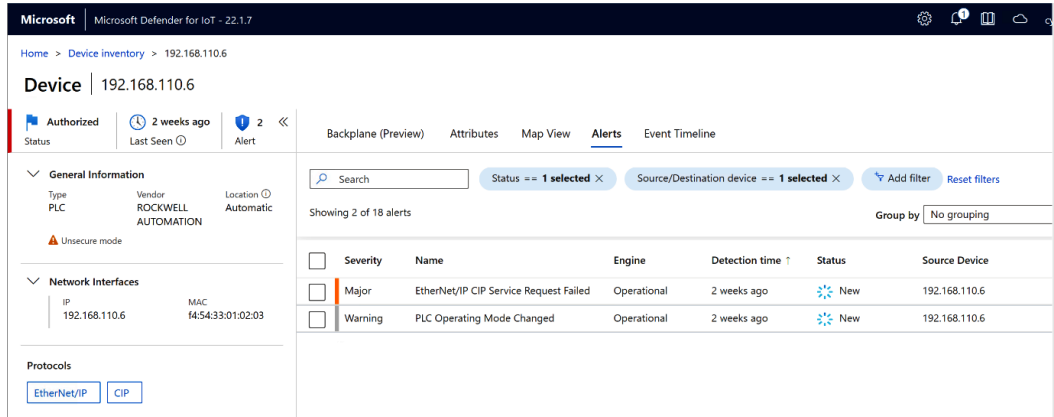 Microsoft Microsoft Defender for IoT - 22.1.7 1
Home > Device inventory > 192.168.110.6
Device 192.168.110.6
Authorized 2 weeks ago 2
Status Last Seen Alert
Backplane (Preview) Attributes Map View Alerts Event Timeline
General Information
Type Vendor Location
PLC ROCKWELL AUTOMATION Automatic
Unsecure mode
Network Interfaces
IP MAC
192.168.110.6 f4:54:33:01:02:03
Protocols
EtherNet/IP CIP
Search Status == 1 selected Source/Destination device == 1 selected Add filter Reset filters
Showing 2 of 18 alerts Group by No grouping
Severity Name Engine Detection time ↑ Status Source Device
Major EtherNet/IP CIP Service Request Failed Operational 2 weeks ago New 192.168.110.6
Warning PLC Operating Mode Changed Operational 2 weeks ago New 192.168.110.6